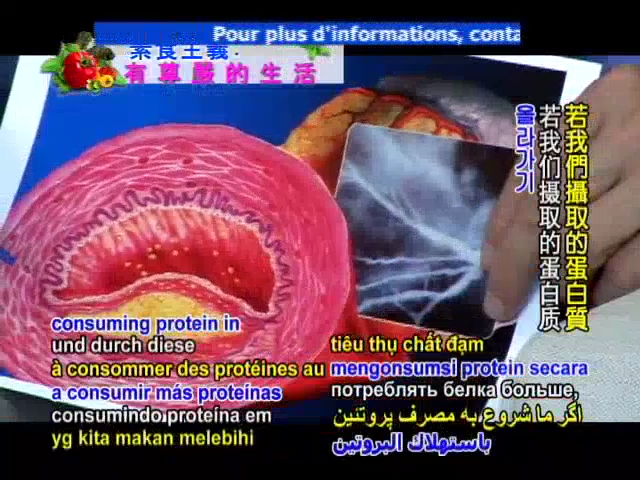 Pour plus d'informations, conta
素食主義:
有尊嚴的生活
若我們攝取的蛋白質
若我们摄取的蛋白质
올라가기
consuming protein in
und durch diese
à consommer des protéines au
a consumir más proteínas
consumindo proteína em
yg kita makan melebihi
tiêu thụ chất đạm
mengonsumsi protein secara
потреблять белка больше,
اگر ما شروع به مصرف پروتئین
باستهلاك البروتين